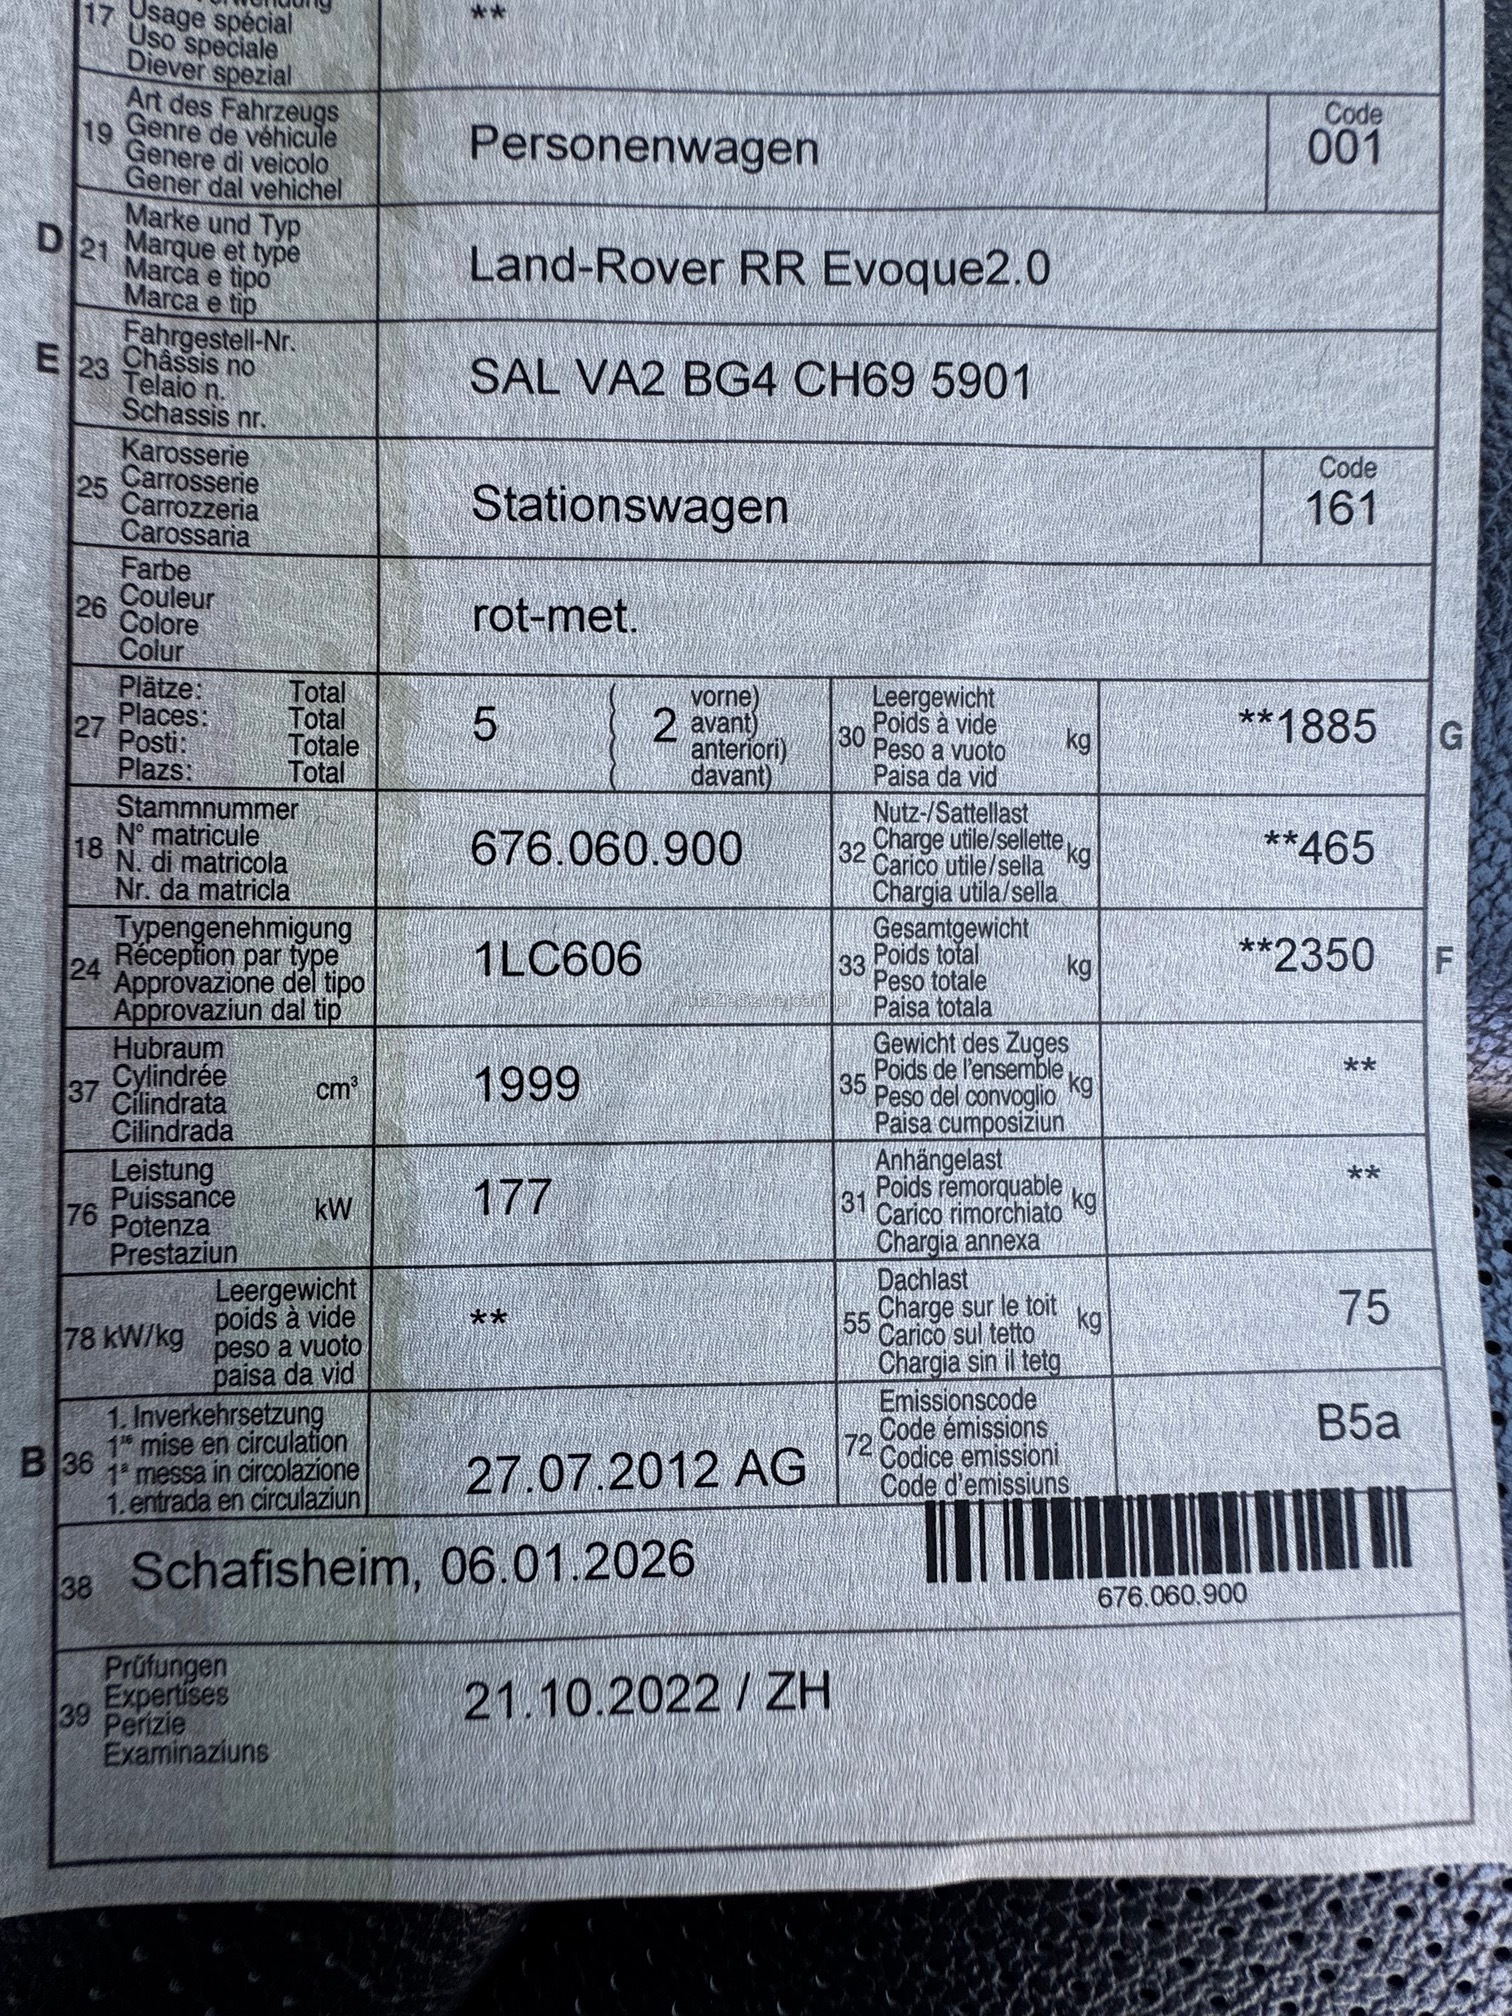 17 Usage spécial **
Uso speciale
Diever spezial
Art des Fahrzeugs
19 Genre de véhicule
Genere di veicolo
Gener dal vehichel
Personenwagen
Code
001
D
21 Marke und Typ
Marque et type
Marca e tipo
Marca e tip
Land-Rover RR Evoque2.0
E
23 Fahrgestell-Nr.
Châssis no
Telaio n.
Schassis nr.
SAL VA2 BG4 CH69 5901
25 Karosserie
Carrosserie
Carrozzeria
Carossaria
Stationswagen
Code
161
26 Farbe
Couleur
Colore
Colur
rot-met.
27 Plätze: Total
Places: Total
Posti: Totale
Plazs: Total
5 ( 2 vorne)
( avant)
( anteriori)
( davant)
30 Leergewicht
Poids à vide
Peso a vuoto
Paisa da vid
kg
**1885
G
18 Stammnummer
N° matricule
N. di matricola
Nr. da matricla
676.060.900
32 Nutz-/Sattellast
Charge utile/sellette
Carico utile/sella
Chargia utila/sella
kg
**465
24 Typengenehmigung
Réception par type
Approvazione del tipo
Approvaziun dal tip
1LC606
33 Gesamtgewicht
Poids total
Peso totale
Paisa totala
kg
**2350
F
37 Hubraum
Cylindrée
Cilindrata
Cilindrada
cm³
1999
35 Gewicht des Zuges
Poids de l'ensemble
Peso del convoglio
Paisa cumposiziun
kg
**
76 Leistung
Puissance
Potenza
Prestaziun
kW
177
31 Anhängelast
Poids remorquable
Carico rimorchiato
Chargia annexa
kg
**
78 kW/kg
Leergewicht
poids à vide
peso a vuoto
paisa da vid
**
55 Dachlast
Charge sur le toit
Carico sul tetto
Chargia sin il tetg
kg
75
B
36 1. Inverkehrsetzung
1re mise en circulation
1a messa in circolazione
1. entrada en circulaziun
27.07.2012 AG
72 Emissionscode
Code émissions
Codice emissioni
Code d'emissiuns
B5a
38 Schafisheim, 06.01.2026
676.060.900
39 Prüfungen
Expertises
Perizie
Examinaziuns
21.10.2022 / ZH